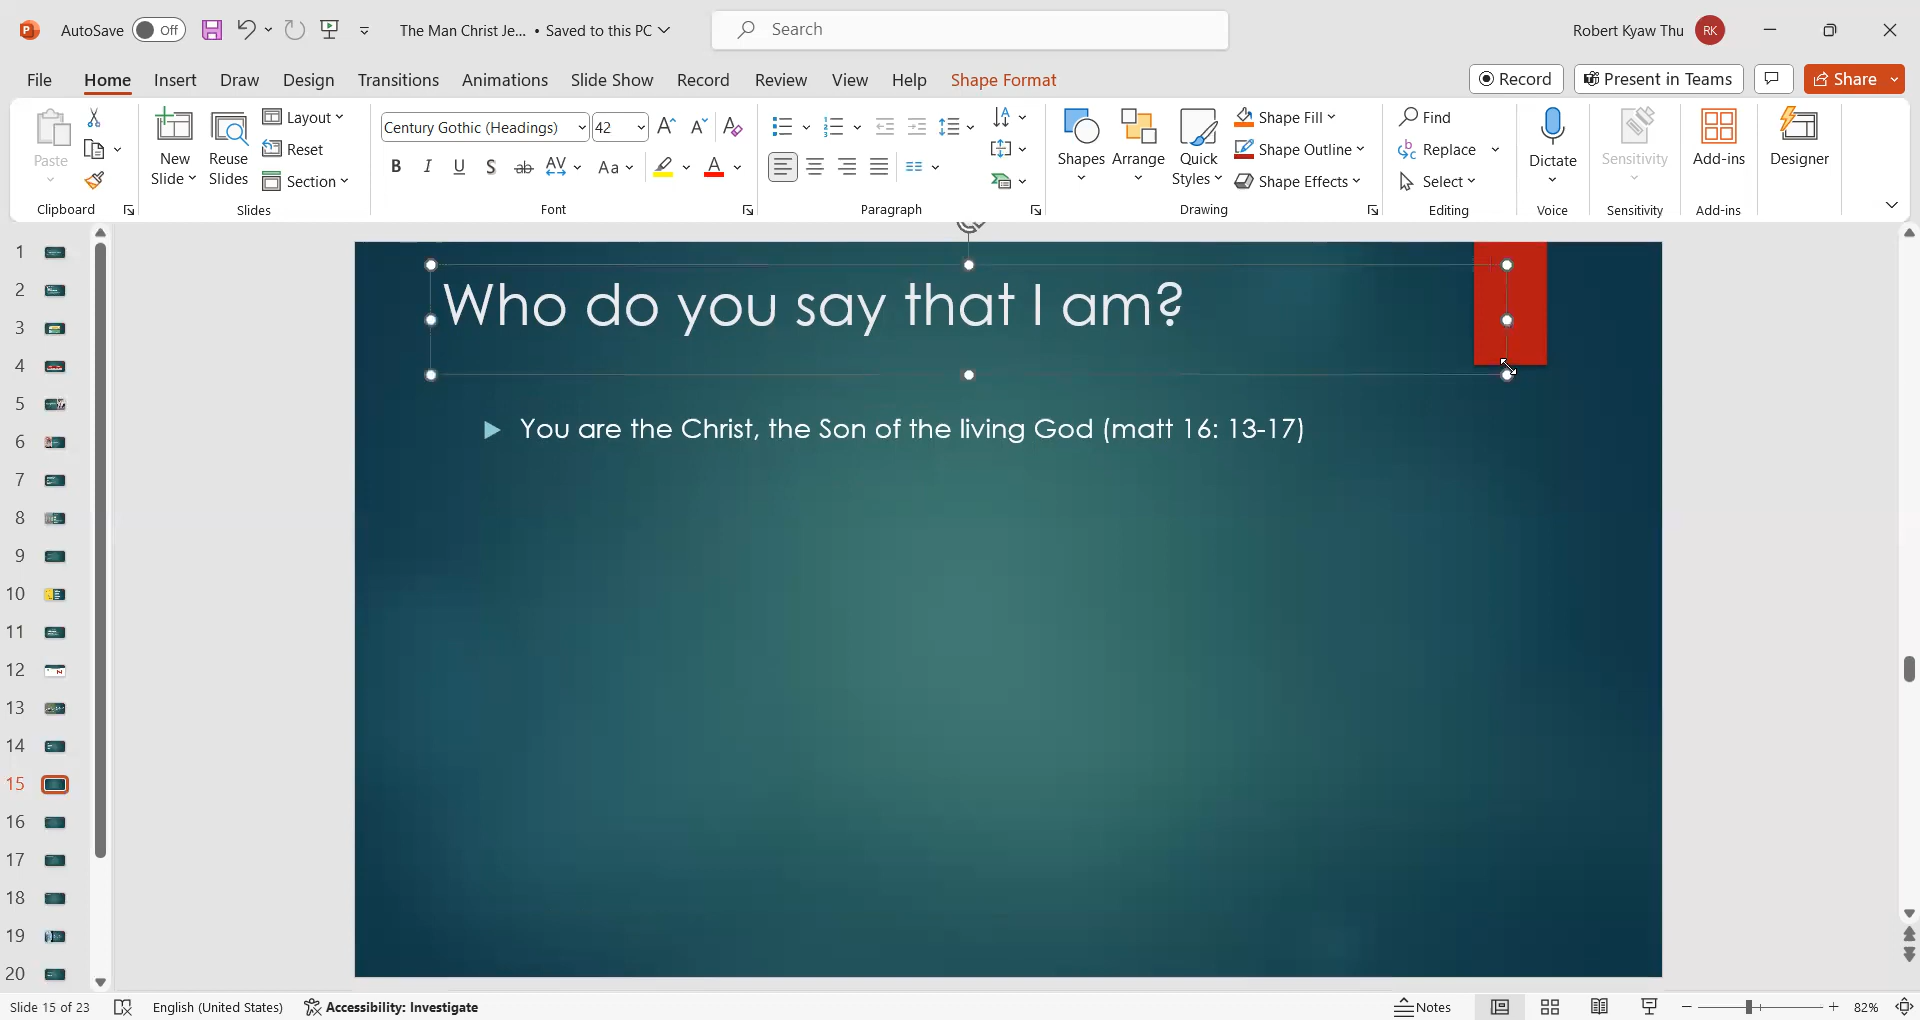 AutoSave Off The Man Christ Je... • Saved to this PC Search Robert Kyaw Thu RK
File Home Insert Draw Design Transitions Animations Slide Show Record Review View Help Shape Format Record Present in Teams Share
Paste
Clipboard
New Slide
Reuse Slides
Layout
Reset
Section
Slides
Century Gothic (Headings) 42
Font
Paragraph
Shapes
Arrange
Quick Styles
Shape Fill
Shape Outline
Shape Effects
Drawing
Find
Replace
Select
Editing
Dictate
Voice
Sensitivity
Sensitivity
Add-ins
Add-ins
Designer
1
2
3
4
5
6
7
8
9
10
11
12
13
14
15
16
17
18
19
20
Who do you say that I am?
You are the Christ, the Son of the living God (matt 16: 13-17)
Slide 15 of 23 English (United States) Accessibility: Investigate Notes 82%